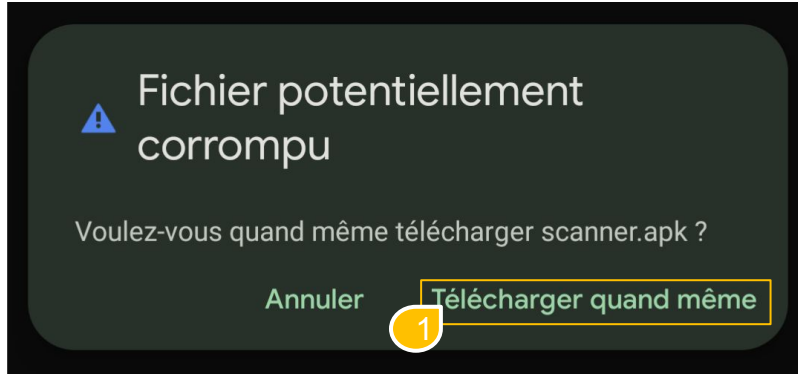 Fichier potentiellement
corrompu
Voulez-vous quand même télécharger scanner.apk ?
Annuler
Télécharger quand même
1